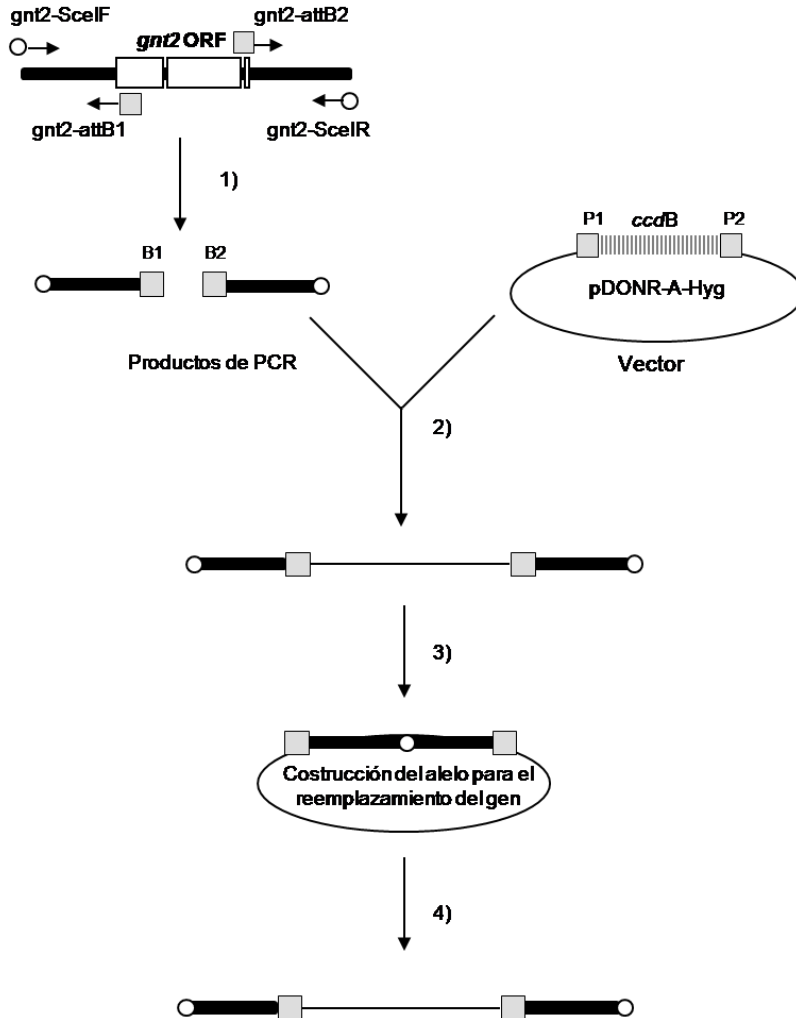 gnt2-SceIF
gnt2-attB2
gnt2 ORF
gnt2-attB1
gnt2-SceIR
1)
B1
B2
P1
ccdB
P2
pDONR-A-Hyg
Productos de PCR
Vector
2)
3)
Costrucción del alelo para el
reemplazamiento del gen
4)